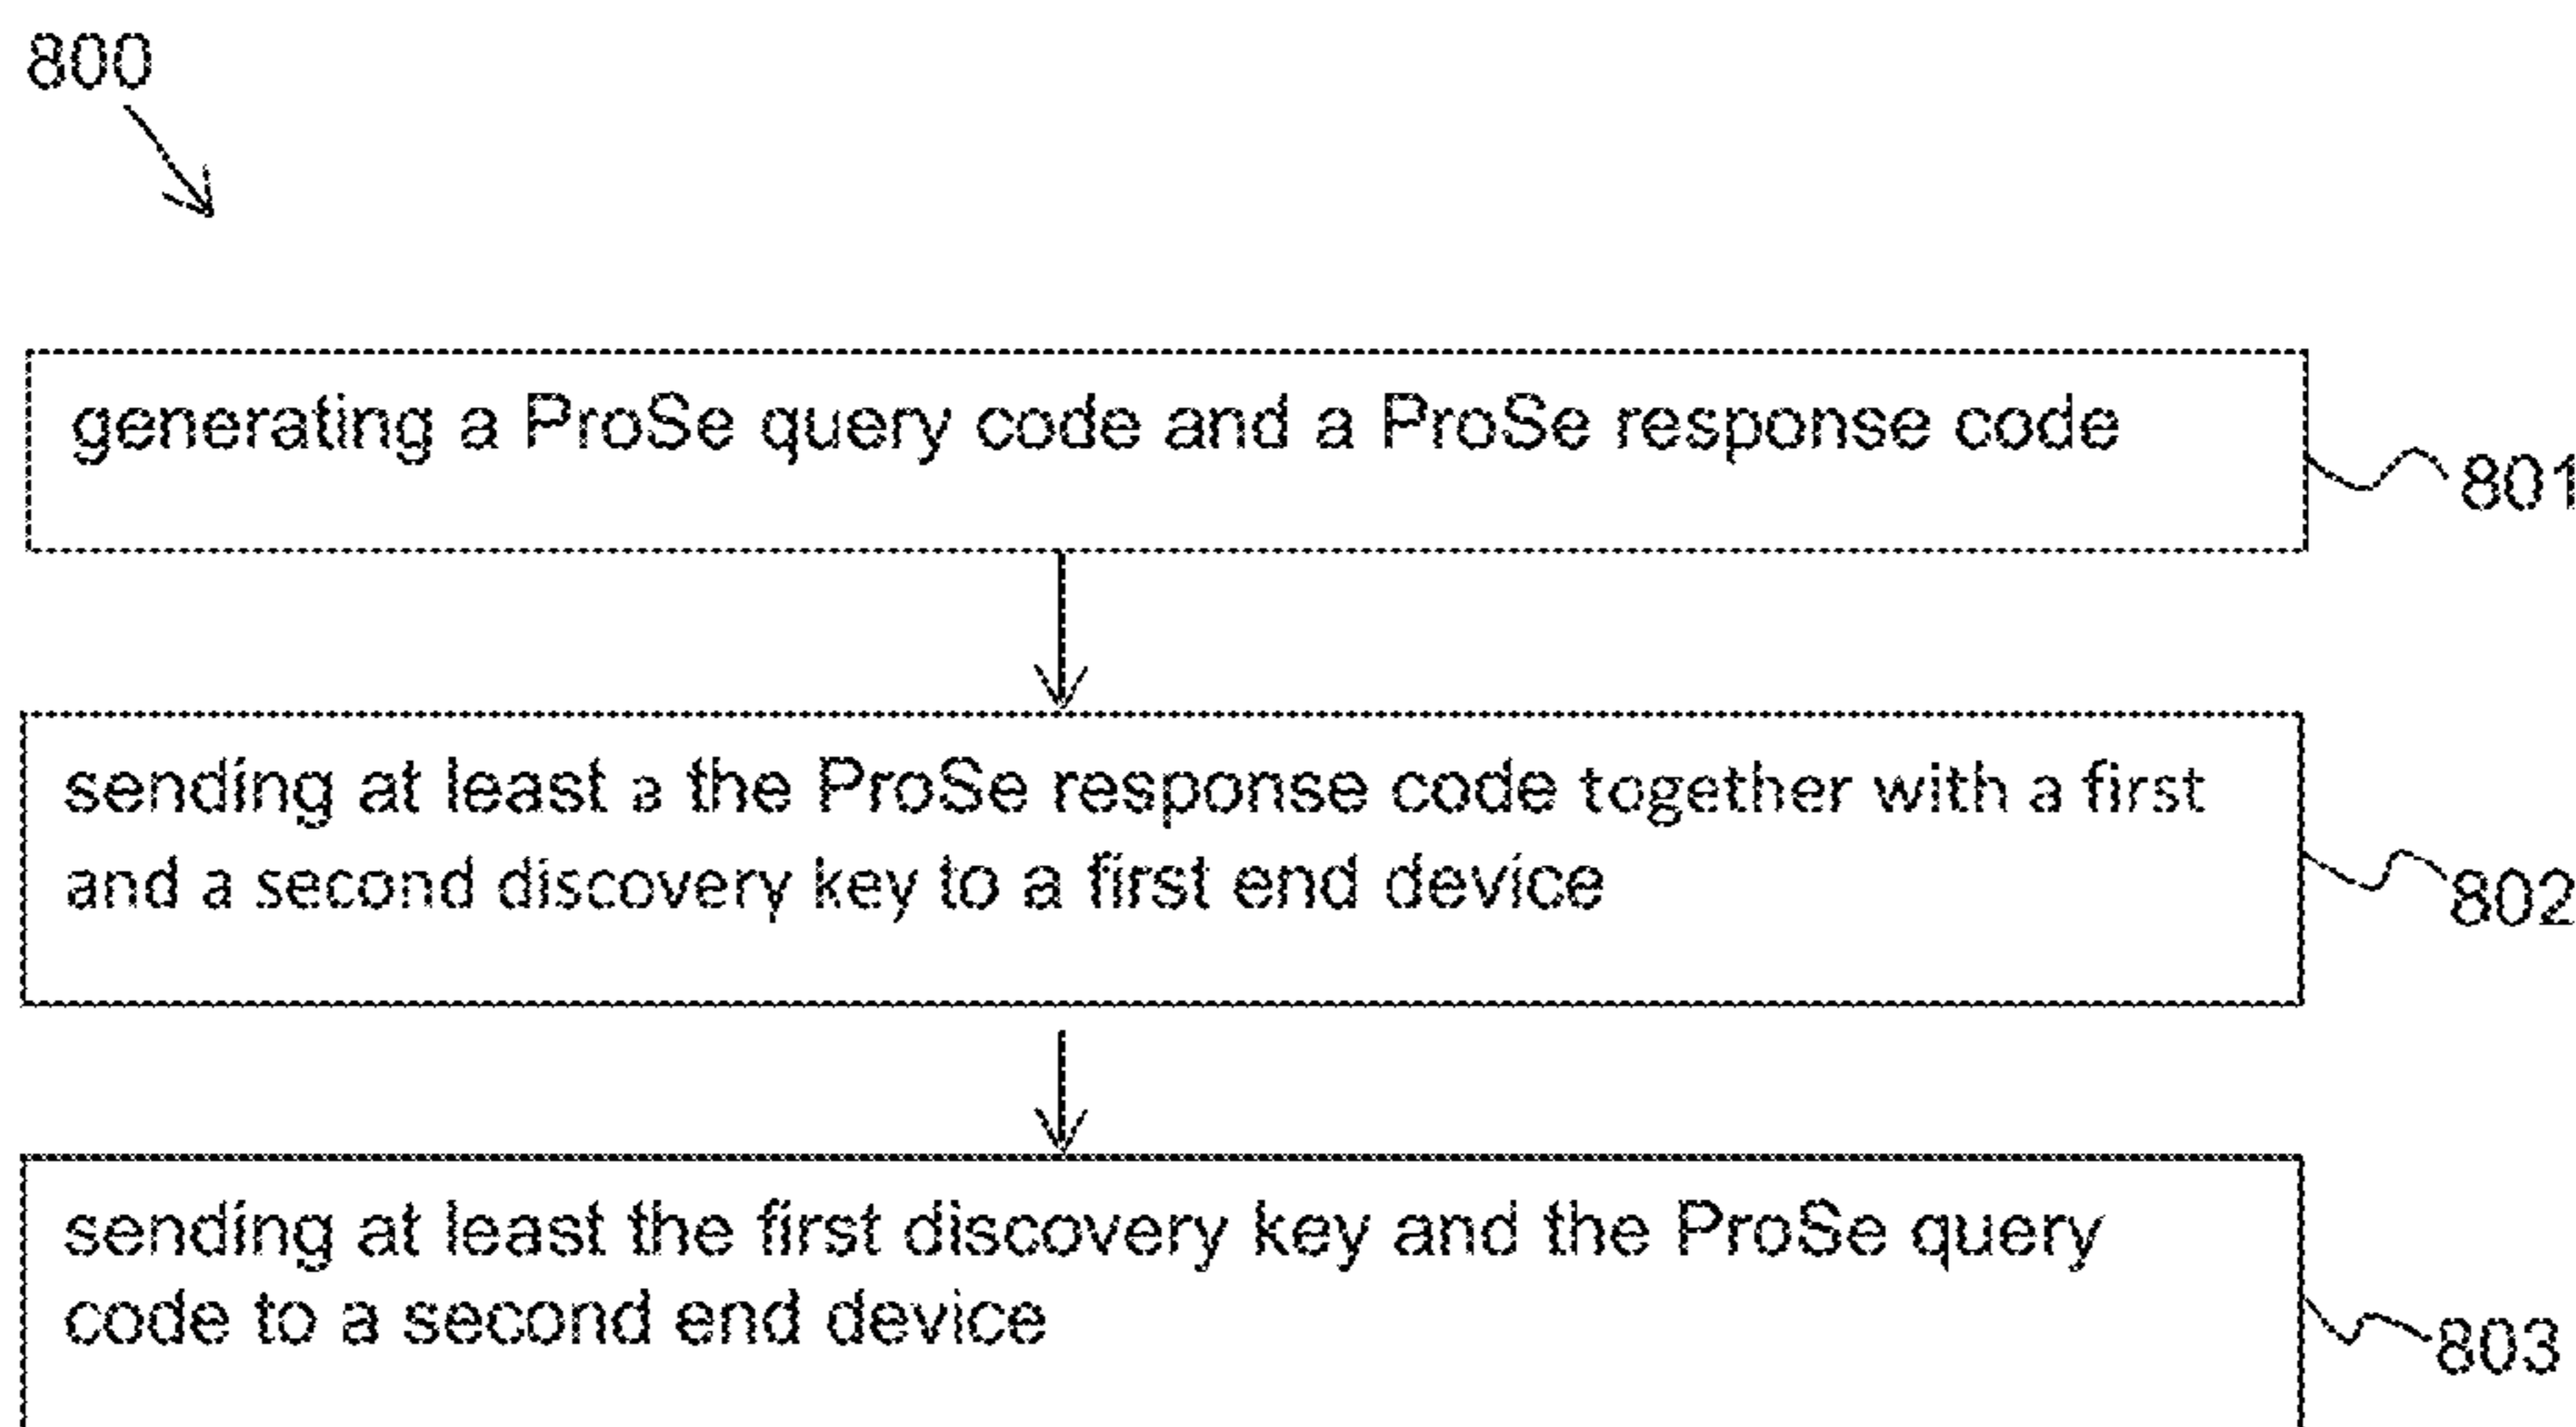 800
generating a ProSe query code and a ProSe response code
801
sending at least a the ProSe response code together with a first
and a second discovery key to a first end device
802
sending at least the first discovery key and the ProSe query
code to a second end device
803